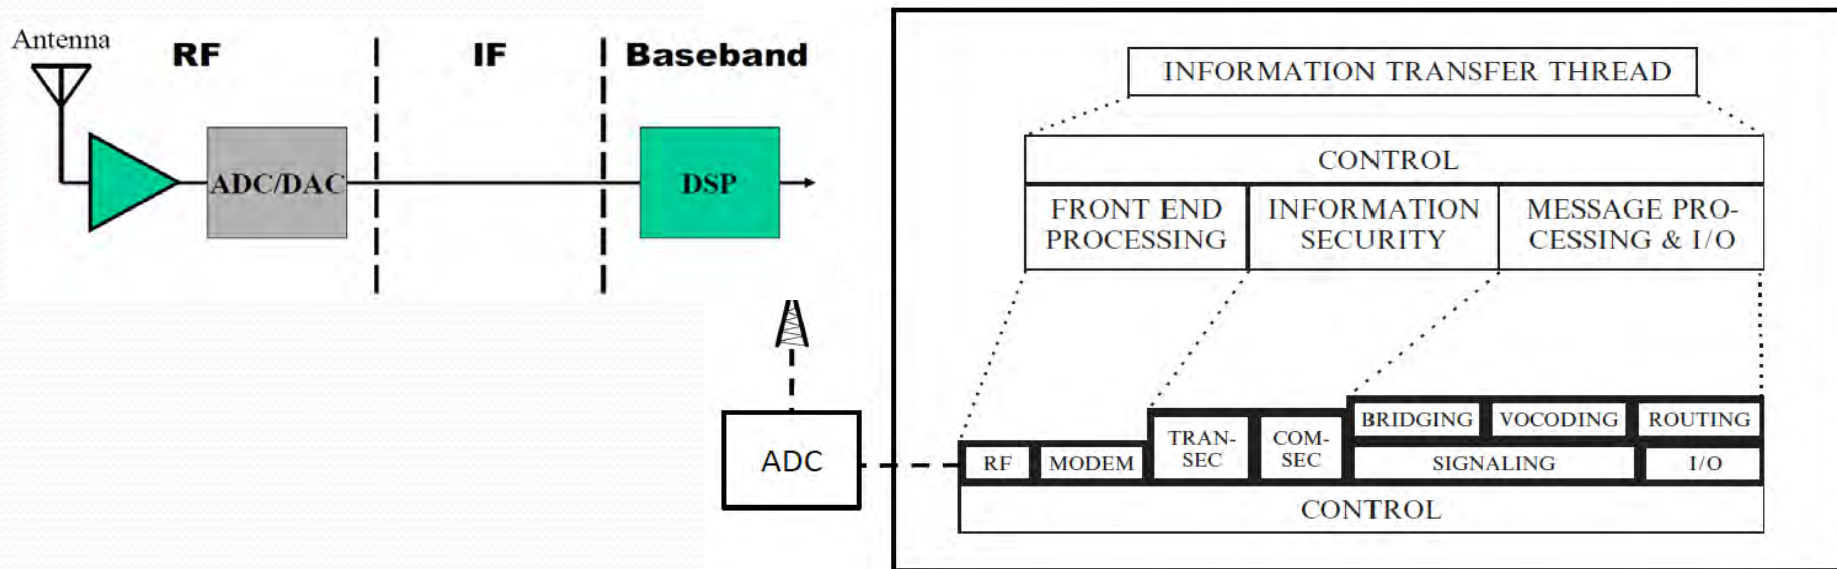 Antenna
RF
IF
Baseband
ADC/DAC
DSP
ADC
INFORMATION TRANSFER THREAD
CONTROL
FRONT END
PROCESSING
INFORMATION
SECURITY
MESSAGE PRO-
CESSING & I/O
BRIDGING
VOCODING
ROUTING
RF
MODEM
TRAN-
SEC
COM-
SEC
SIGNALING
I/O
CONTROL